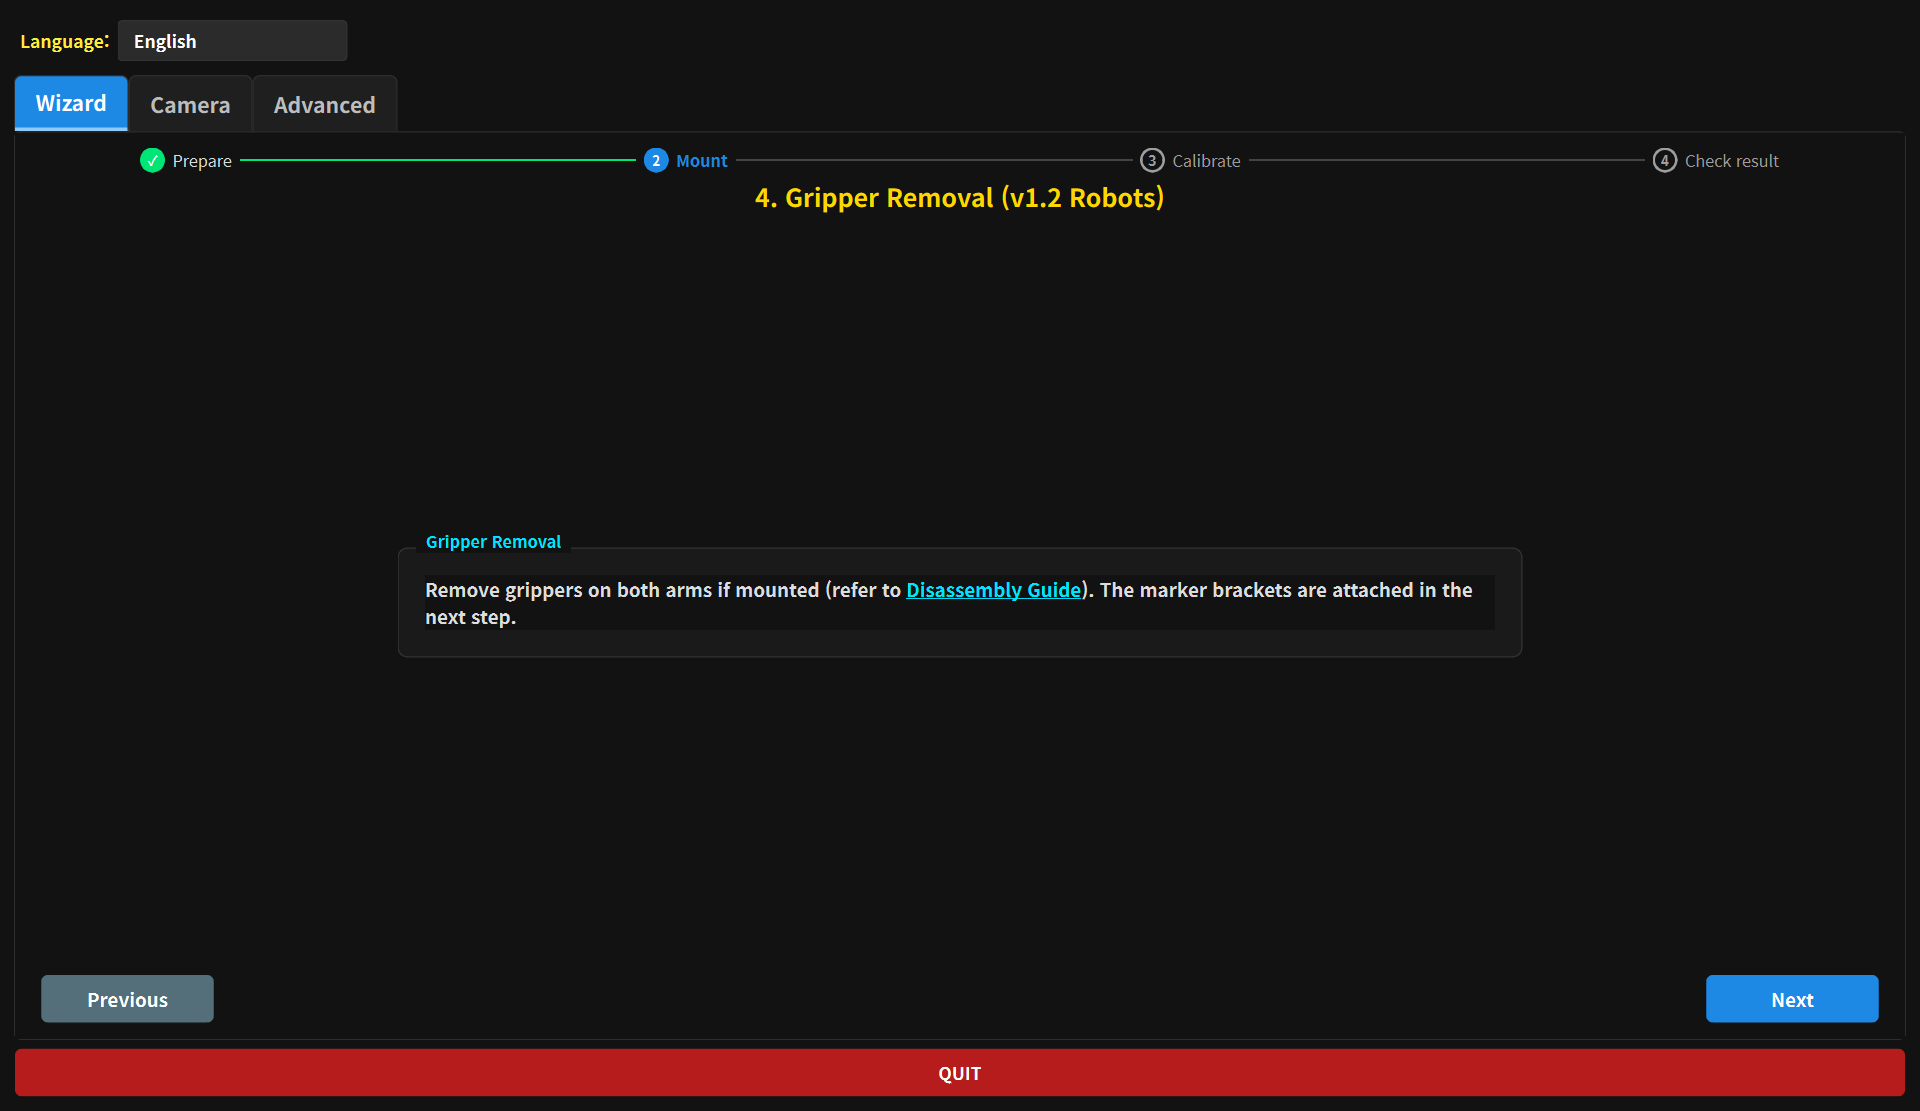 Language:
English
Wizard
Camera
Advanced
✓ Prepare
2 Mount
3 Calibrate
4 Check result
4. Gripper Removal (v1.2 Robots)
Gripper Removal
Remove grippers on both arms if mounted (refer to Disassembly Guide). The marker brackets are attached in the
next step.
Previous
Next
QUIT